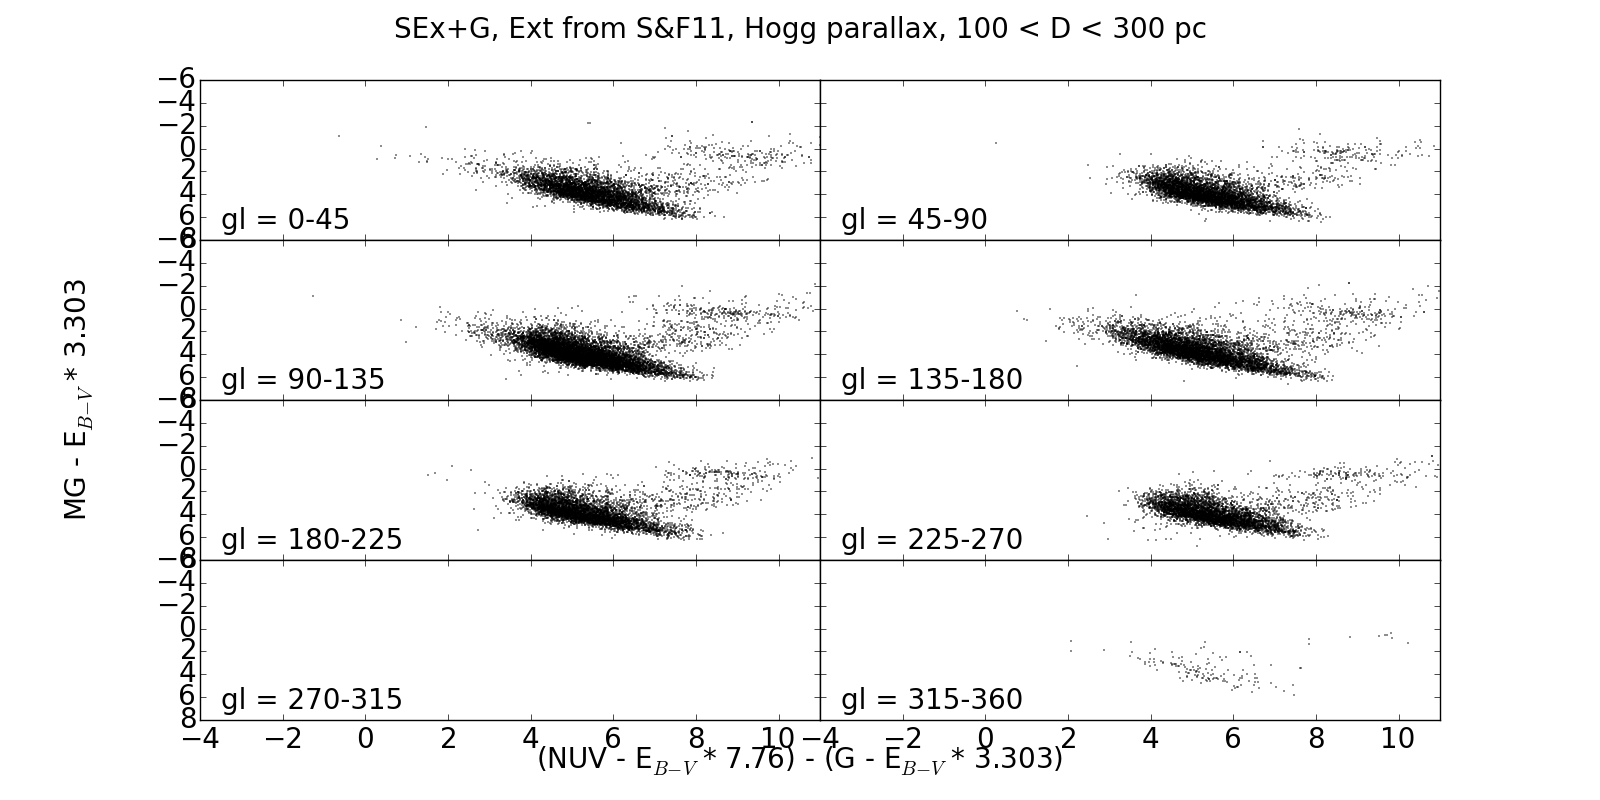 SEx+G, Ext from S&F11, Hogg parallax, 100 < D < 300 pc
MG - E_{B−V} * 3.303
−6
−4
−2
0
2
4
6
8
gl = 0-45
gl = 45-90
−6
−4
−2
0
2
4
6
8
gl = 90-135
gl = 135-180
−6
−4
−2
0
2
4
6
8
gl = 180-225
gl = 225-270
−6
−4
−2
0
2
4
6
8
gl = 270-315
gl = 315-360
−4 −2 0 2 4 6 8 10 −4 −2 0 2 4 6 8 10
(NUV - E_{B−V} * 7.76) - (G - E_{B−V} * 3.303)